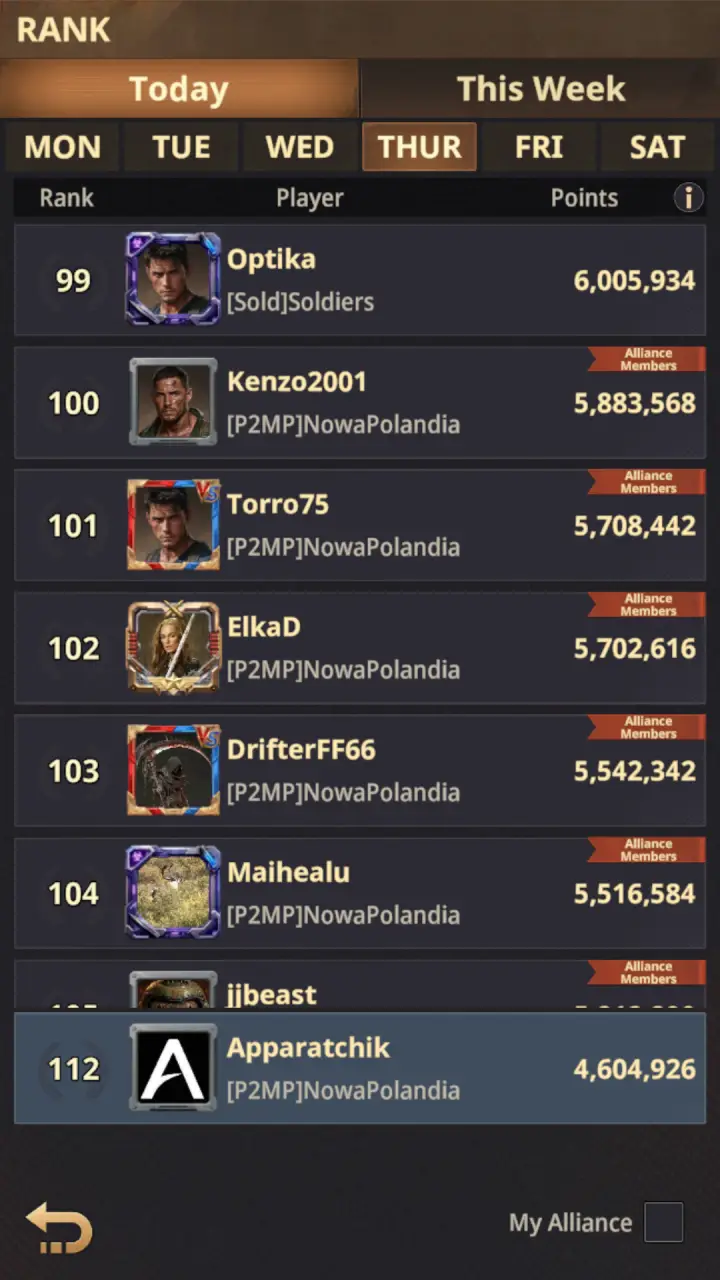 RANK
Today
This Week
MON TUE WED THUR FRI SAT
Rank Player Points i
99 Optika 6,005,934
[Sold]Soldiers
Alliance Members
100 Kenzo2001 5,883,568
[P2MP]NowaPolandia
Alliance Members
101 Torro75 5,708,442
[P2MP]NowaPolandia
Alliance Members
102 ElkaD 5,702,616
[P2MP]NowaPolandia
Alliance Members
103 DrifterFF66 5,542,342
[P2MP]NowaPolandia
Alliance Members
104 Maihealu 5,516,584
[P2MP]NowaPolandia
Alliance Members
jjbeast
112 Apparatchik 4,604,926
[P2MP]NowaPolandia
My Alliance